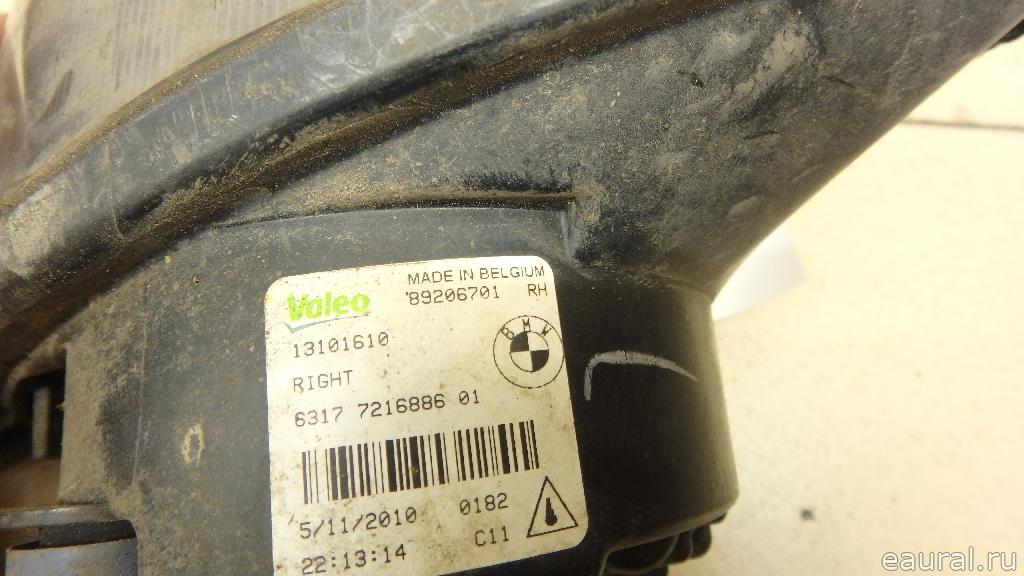 MADE IN BELGIUM
Valeo 89206701 RH
13101610
BMW
RIGHT
6317 7216886 01
5/11/2010 0182
22:13:14 C11
eaural.ru